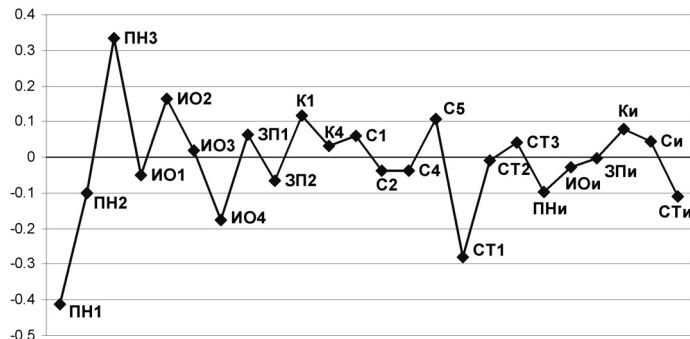 0.4
0.3
0.2
0.1
0
-0.1
-0.2
-0.3
-0.4
-0.5
ПН1
ПН2
ПН3
ИО1
ИО2
ИО3
ИО4
ЗП1
ЗП2
К1
К4
С1
С2
С4
С5
СТ1
СТ2
СТ3
ПНи
ИОи
ЗПи
Ки
Си
СТи